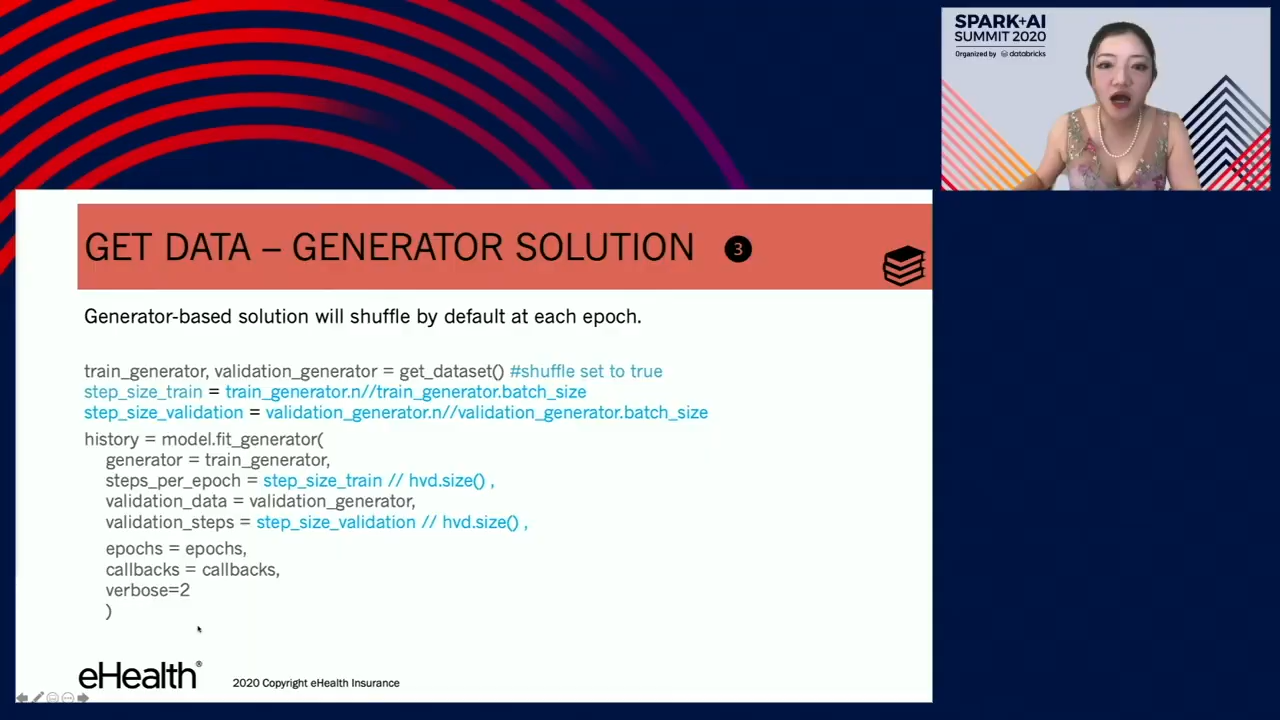 SPARK+AI
SUMMIT 2020
Organized by databricks
GET DATA – GENERATOR SOLUTION 3
Generator-based solution will shuffle by default at each epoch.
train_generator, validation_generator = get_dataset() #shuffle set to true
step_size_train = train_generator.n//train_generator.batch_size
step_size_validation = validation_generator.n//validation_generator.batch_size
history = model.fit_generator(
generator = train_generator,
steps_per_epoch = step_size_train // hvd.size() ,
validation_data = validation_generator,
validation_steps = step_size_validation // hvd.size() ,
epochs = epochs,
callbacks = callbacks,
verbose=2
)
eHealth®
2020 Copyright eHealth Insurance